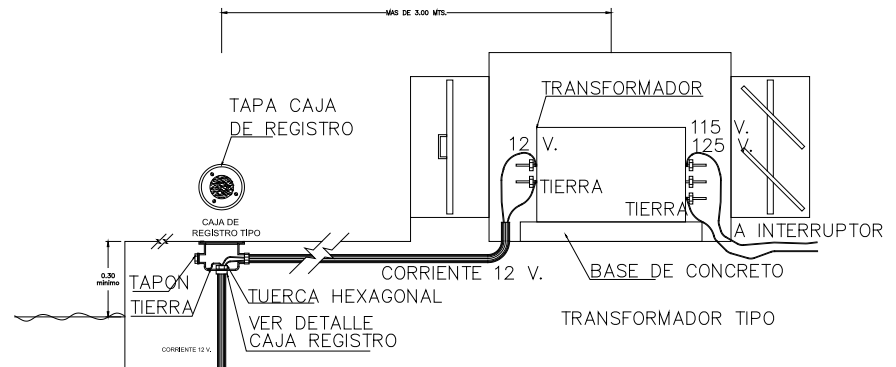 MAS DE 3.00 MTS.
TRANSFORMADOR
TAPA CAJA
DE REGISTRO
115 V.
12 V.
125 V.
TIERRA
TIERRA
CAJA DE
REGISTRO TIPO
A INTERRUPTOR
0.30
minimo
TAPON
CORRIENTE 12 V.
BASE DE CONCRETO
TIERRA
TUERCA HEXAGONAL
VER DETALLE
CAJA REGISTRO
TRANSFORMADOR TIPO
CORRIENTE 12 V.